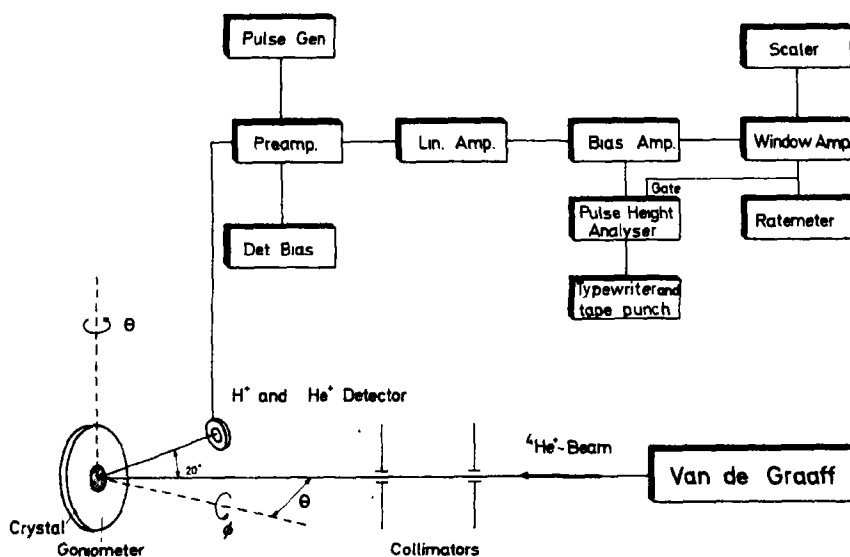 Pulse Gen
Scaler
Preamp.
Lin. Amp.
Bias Amp.
Window Amp.
Gate
Det Bias
Pulse Height
Analyser
Ratemeter
Typewriter and
tape punch
θ
H⁺ and He⁺ Detector
⁴He⁺-Beam
Van de Graaff
20°
θ
ϕ
Crystal
Goniometer
Collimators